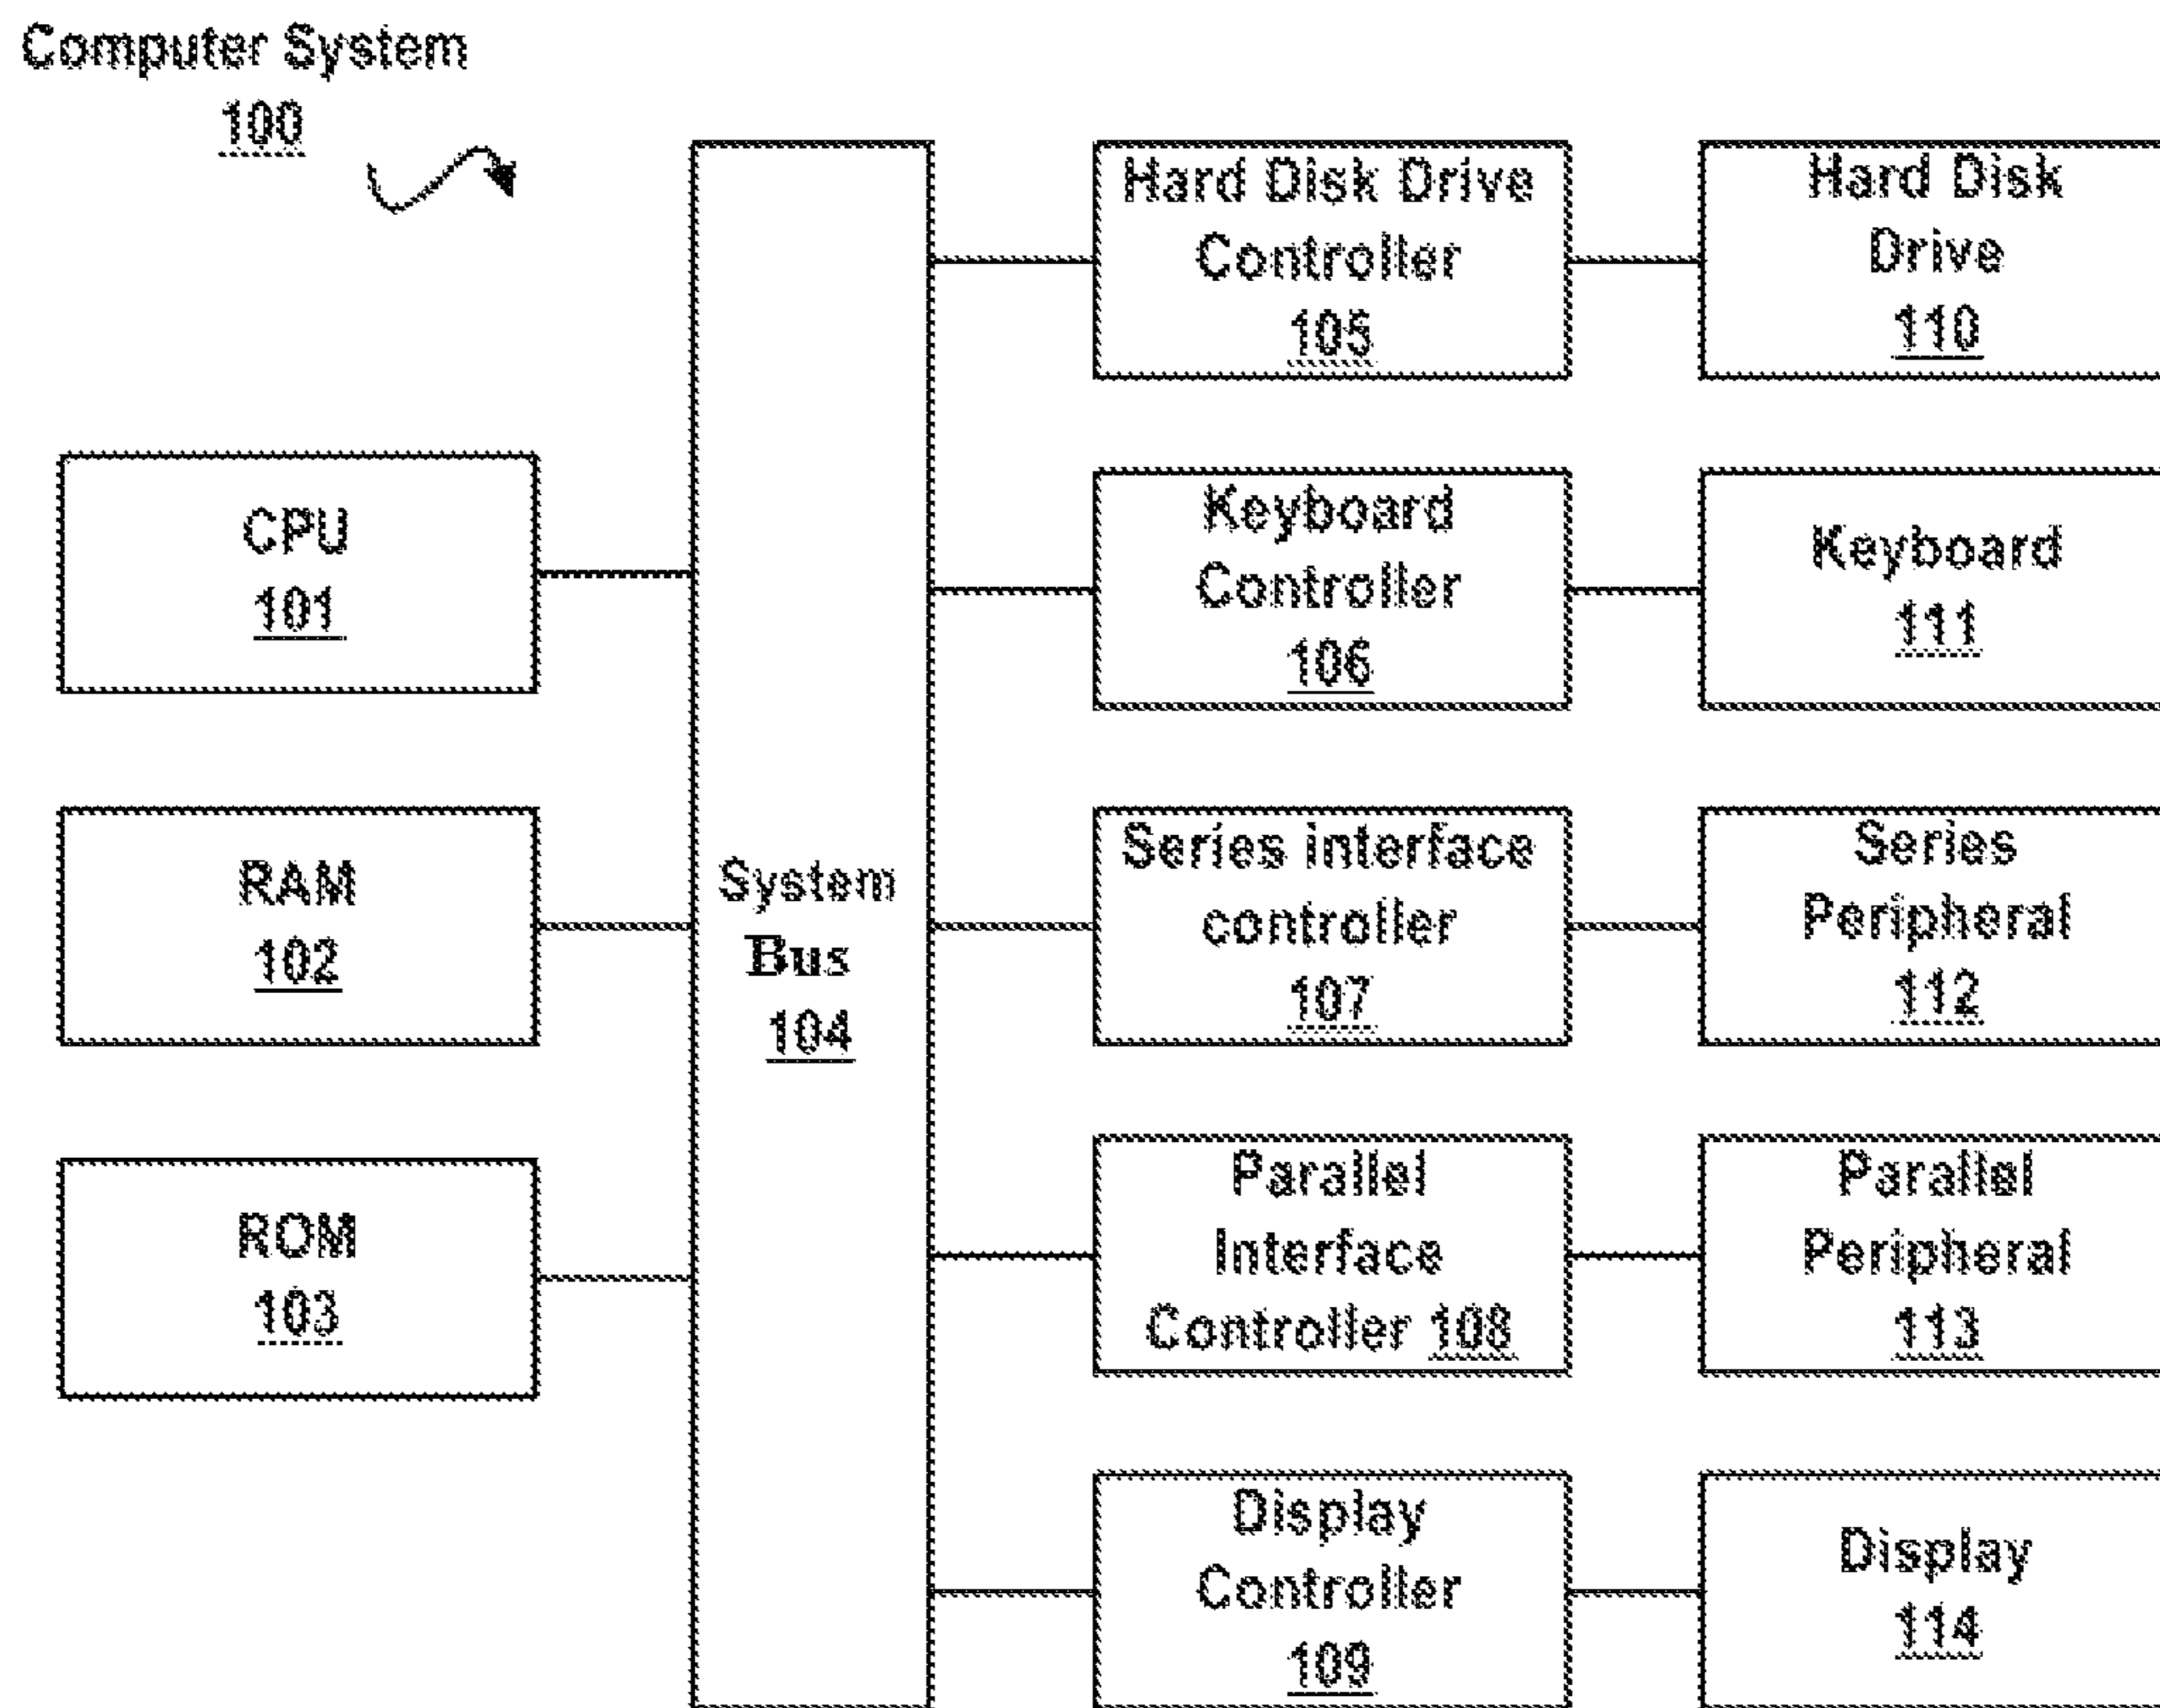 Computer System
100
Hard Disk Drive
Controller
105
Hard Disk
Drive
110
CPU
101
Keyboard
Controller
106
Keyboard
111
RAM
102
System
Bus
104
Series interface
controller
107
Series
Peripheral
112
ROM
103
Parallel
Interface
Controller 108
Parallel
Peripheral
113
Display
Controller
109
Display
114